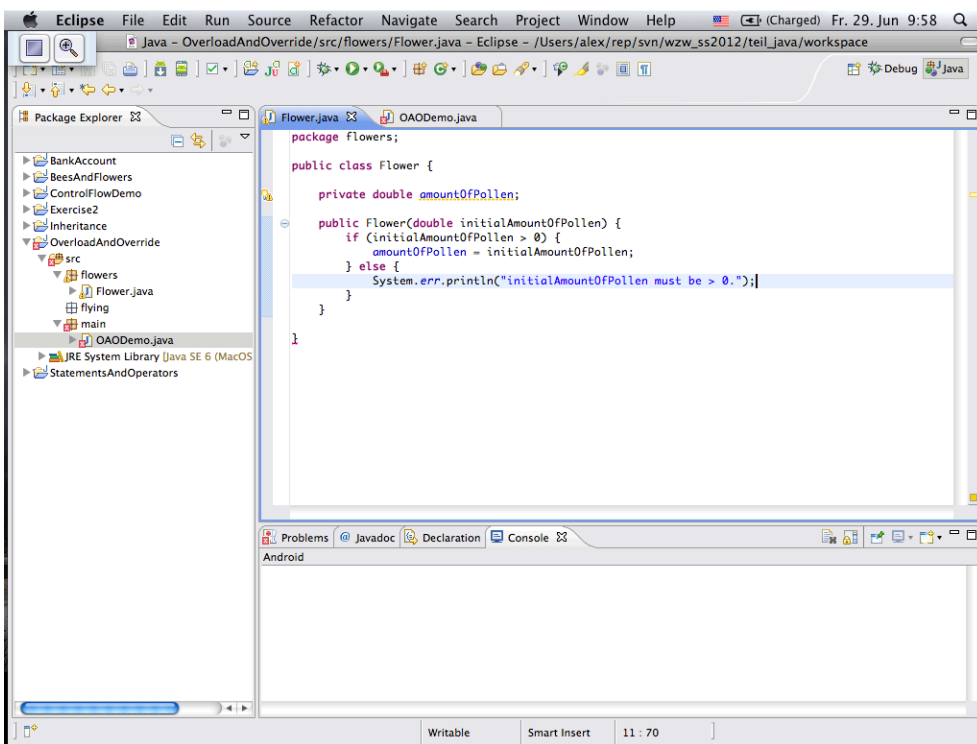 Eclipse File Edit Run Source Refactor Navigate Search Project Window Help (Charged) Fr. 29. Jun 9:58
Java – OverloadAndOverride/src/flowers/Flower.java – Eclipse – /Users/alex/rep/svn/wzw_ss2012/teil_java/workspace
Debug Java
Package Explorer
BankAccount
BeesAndFlowers
ControlFlowDemo
Exercise2
Inheritance
OverloadAndOverride
src
flowers
Flower.java
flying
main
OAODemo.java
JRE System Library [Java SE 6 (MacOS
StatementsAndOperators
Flower.java OAODemo.java
package flowers;
public class Flower {
private double amountOfPollen;
public Flower(double initialAmountOfPollen) {
if (initialAmountOfPollen > 0) {
amountOfPollen = initialAmountOfPollen;
} else {
System.err.println("initialAmountOfPollen must be > 0.");
}
}
}
Problems @ Javadoc Declaration Console
Android
Writable Smart Insert 11 : 70